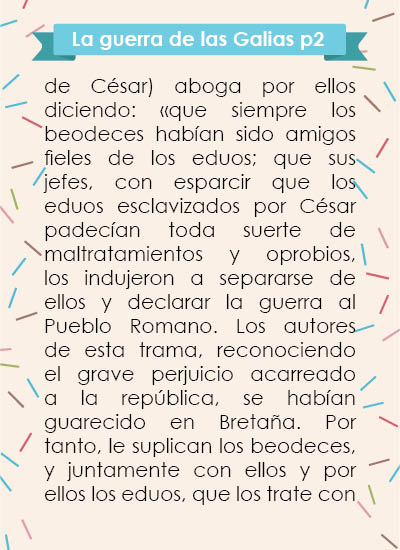 La guerra de las Galias p2
de César) aboga por ellos
diciendo: «que siempre los
beodeces habían sido amigos
fieles de los eduos; que sus
jefes, con esparcir que los
eduos esclavizados por César
padecían toda suerte de
maltratamientos y oprobios,
los indujeron a separarse de
ellos y declarar la guerra al
Pueblo Romano. Los autores
de esta trama, reconociendo
el grave perjuicio acarreado
a la república, se habían
guarecido en Bretaña. Por
tanto, le suplican los beodeces,
y juntamente con ellos y por
ellos los eduos, que los trate con